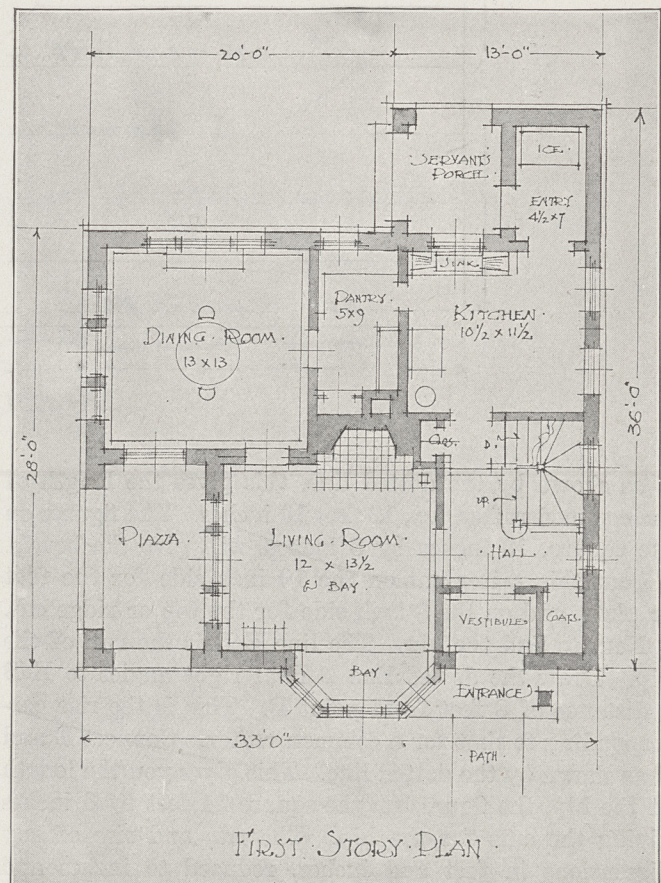 20'-0" 13'-0"
SERVANT'S
PORCH.
ICE.
ENTRY
4½ x 7
SINK
PANTRY.
5x9
KITCHEN.
10½ x 11½
DINING. ROOM.
13 x 13
28'-0"
36'-0"
D.
UP.
PIAZZA.
LIVING. ROOM.
12 x 13½
& BAY.
HALL.
VESTIBULE
COATS.
BAY.
ENTRANCE
33'-0"
PATH.
FIRST. STORY. PLAN.